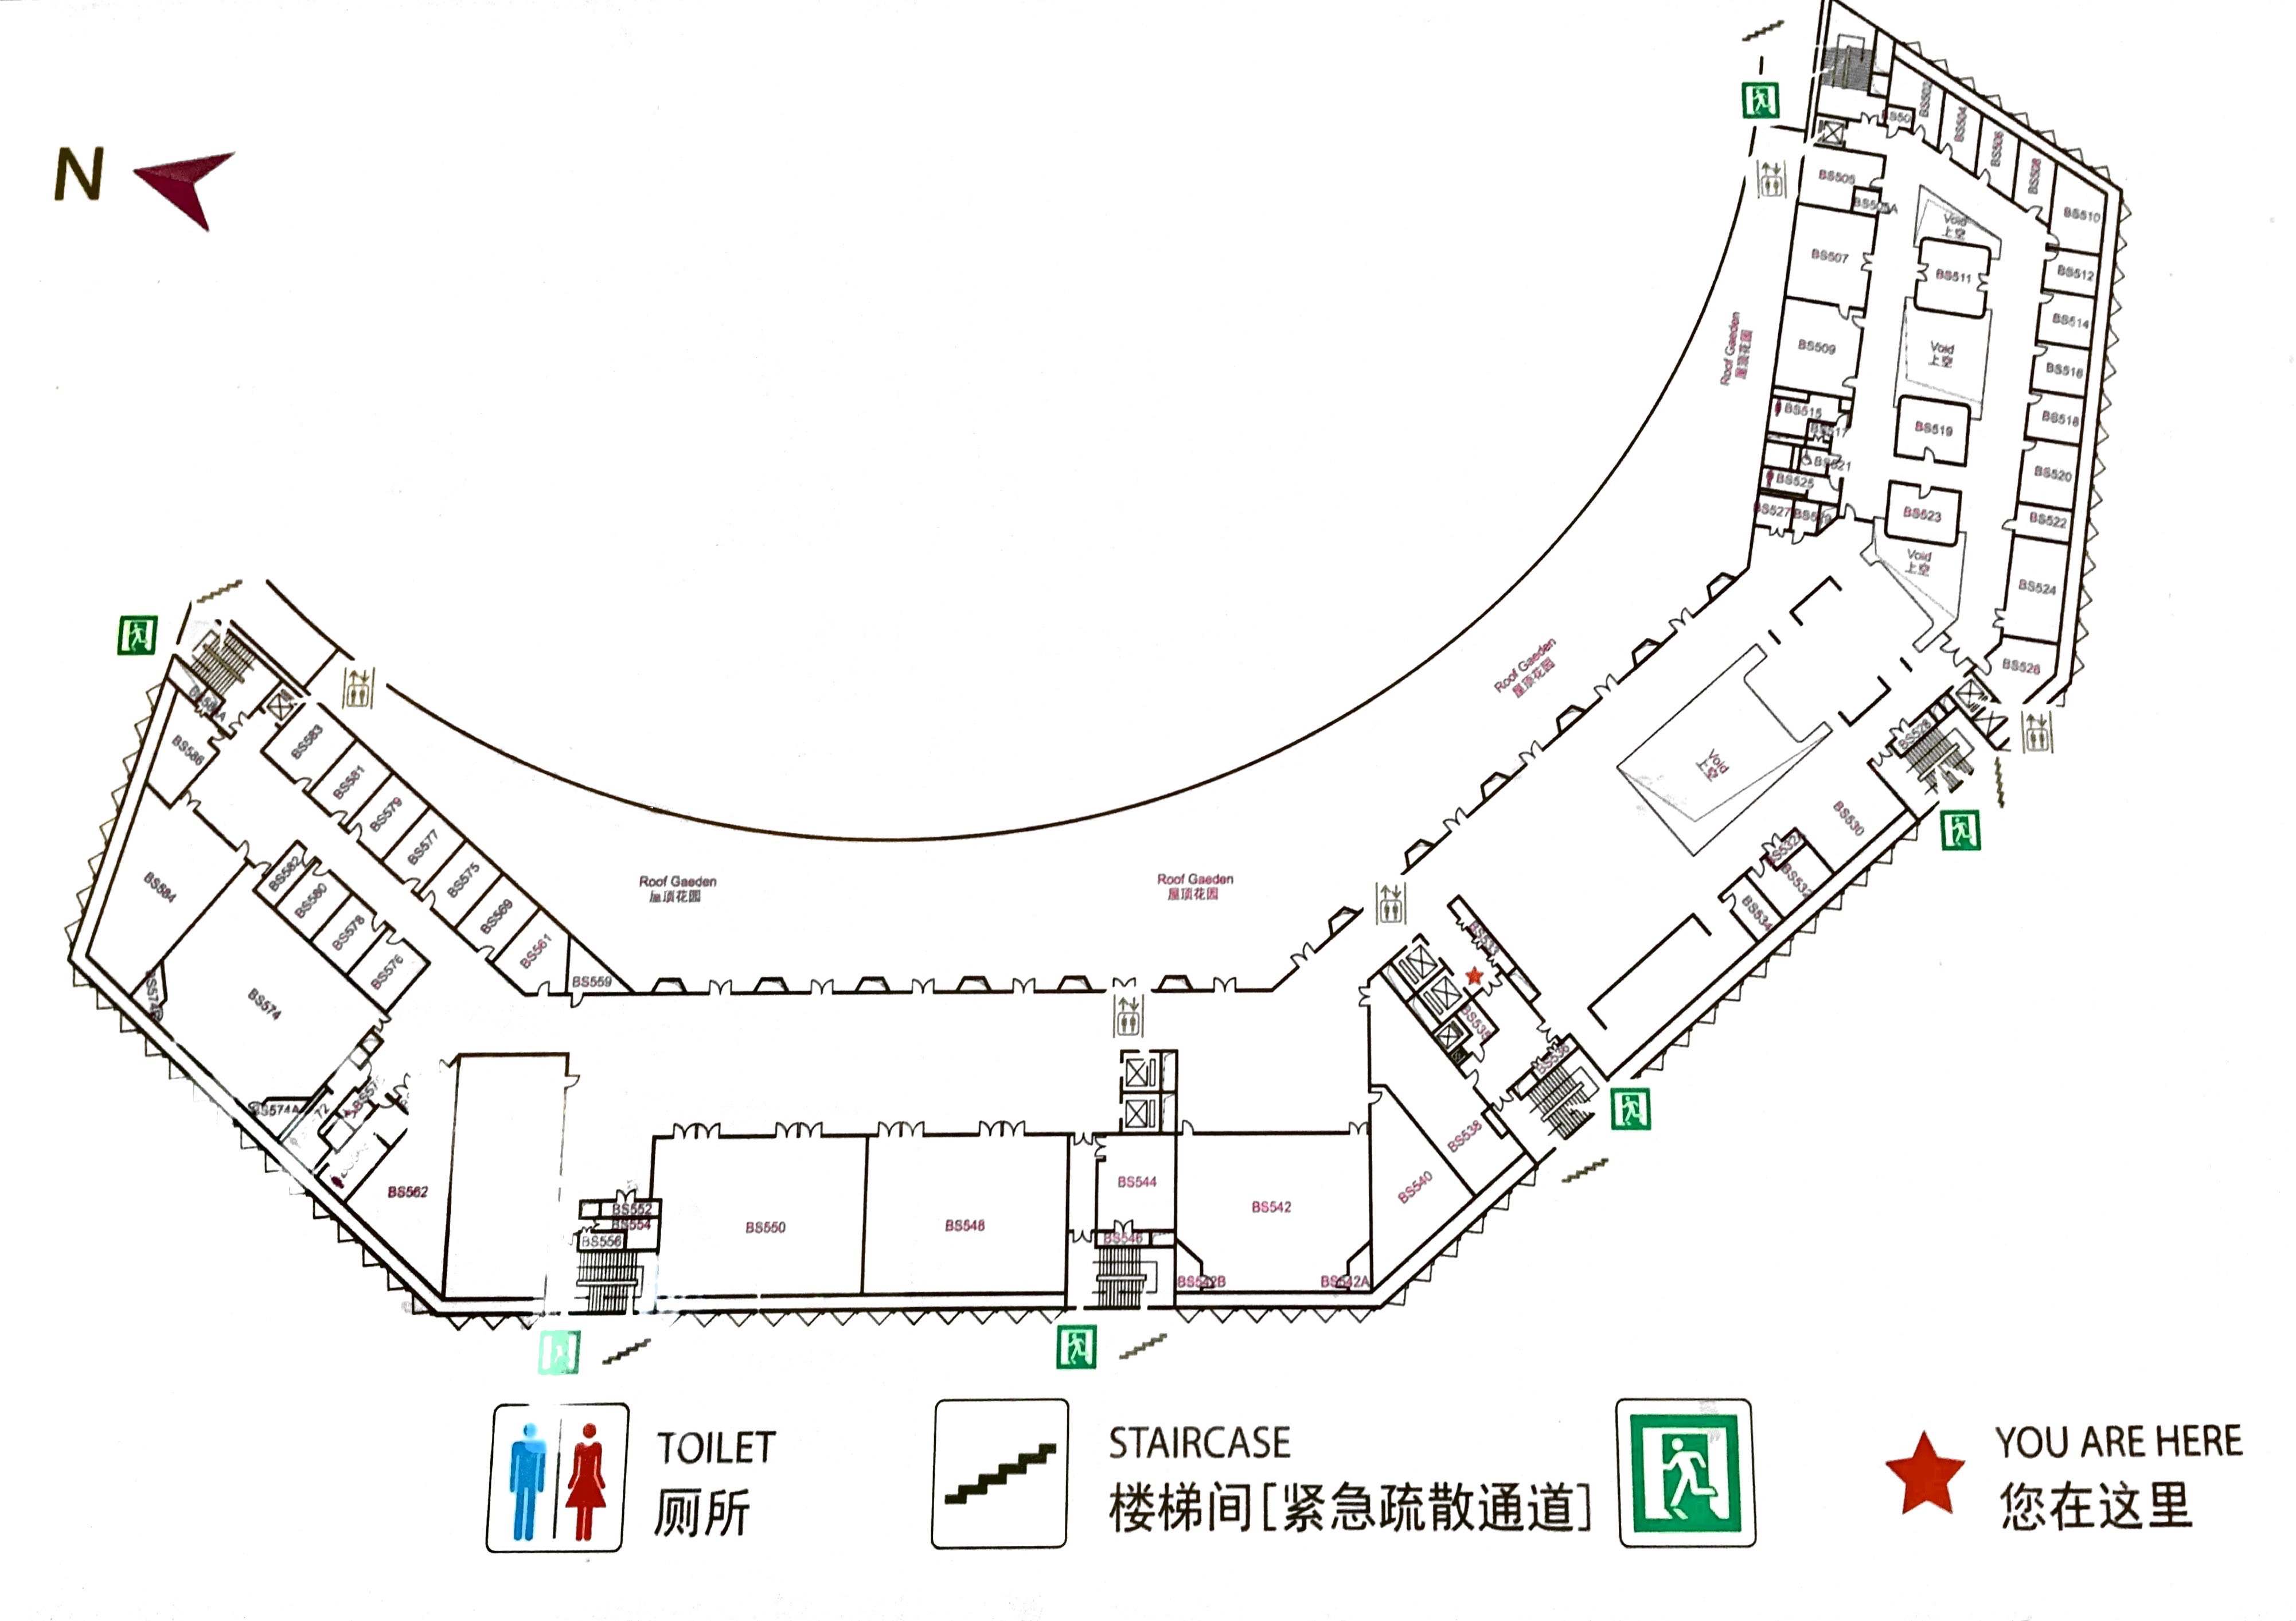 N
BS502
BS504
BS506
BS508
BS505
BS505A
BS510
Void
上空
BS507
BS511
BS512
BS514
Roof Gaeden
屋顶花园
BS509
Void
上空
BS516
BS515
BS517
BS519
BS518
BS521
BS525
BS520
BS527
BS523
BS522
Void
上空
BS524
BS526
Roof Gaeden
屋顶花园
BS528
Void
上空
BS530
BS532
BS534
BS533
BS535
BS536
BS583
BS586
BS581
BS579
BS577
BS575
BS569
BS561
BS559
Roof Gaeden
屋顶花园
Roof Gaeden
屋顶花园
BS584
BS582
BS580
BS578
BS576
BS574
BS574A
BS562
BS552
BS554
BS556
BS550
BS548
BS544
BS546
BS542
BS542B
BS542A
BS540
BS538
TOILET
厕所
STAIRCASE
楼梯间[紧急疏散通道]
YOU ARE HERE
您在这里